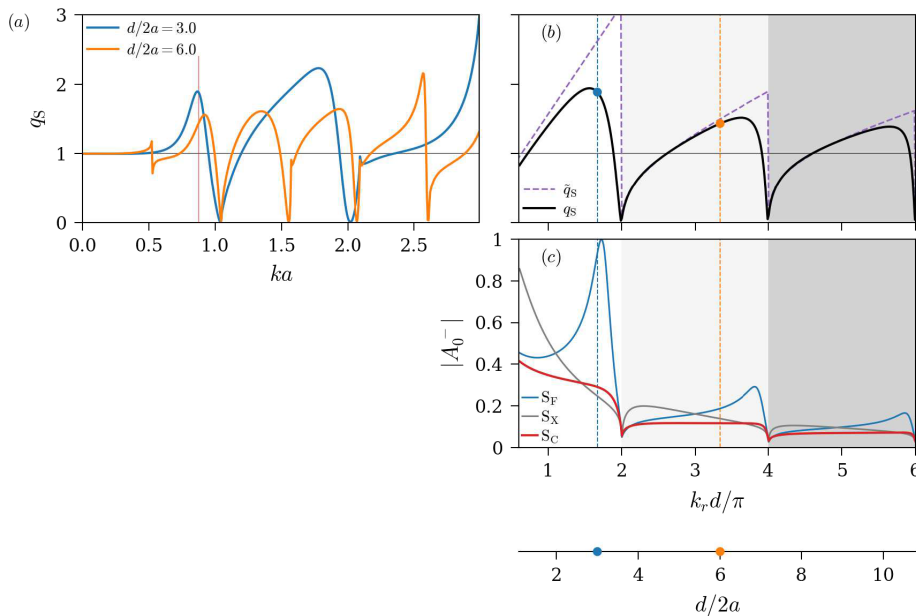 (a)
d/2a = 3.0
d/2a = 6.0
3
2
1
0
q_S
0.0 0.5 1.0 1.5 2.0 2.5
ka
(b)
q̃_S
q_S
(c)
1
0.8
0.6
0.4
0.2
0
|A_0^-|
S_F
S_X
S_C
1 2 3 4 5 6
k_r d/π
2 4 6 8 10
d/2a